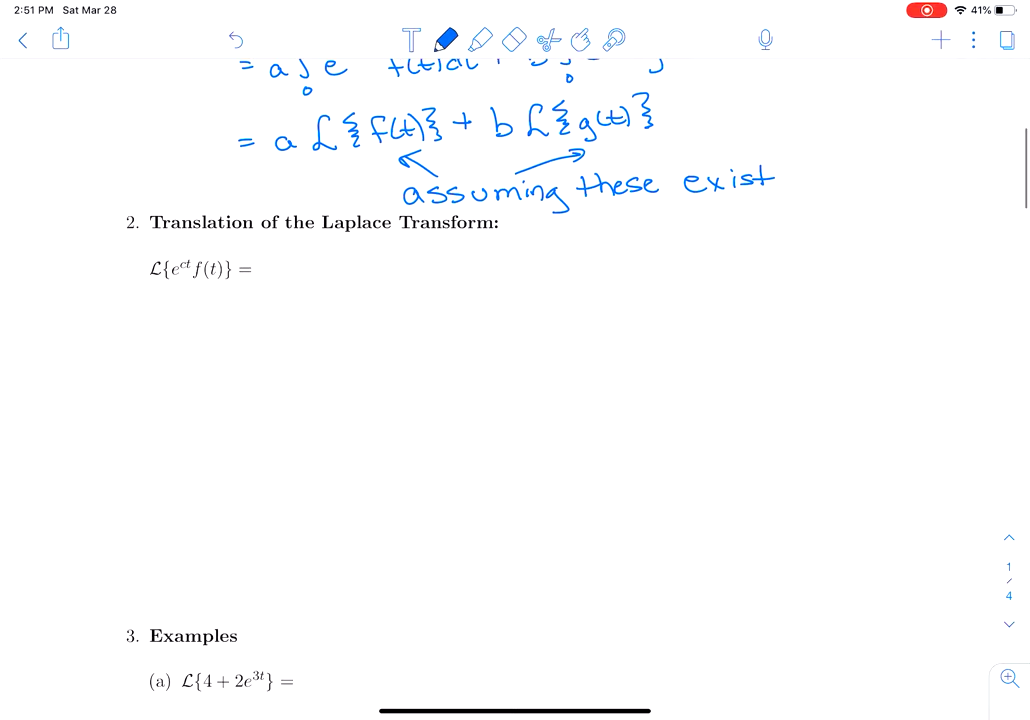 2:51 PM Sat Mar 28
41%
T
= a ℒ{f(t)} + b ℒ{g(t)}
assuming these exist
2. Translation of the Laplace Transform:
ℒ{e^{ct} f(t)} =
1
/
4
3. Examples
(a) ℒ{4 + 2e^{3t}} =